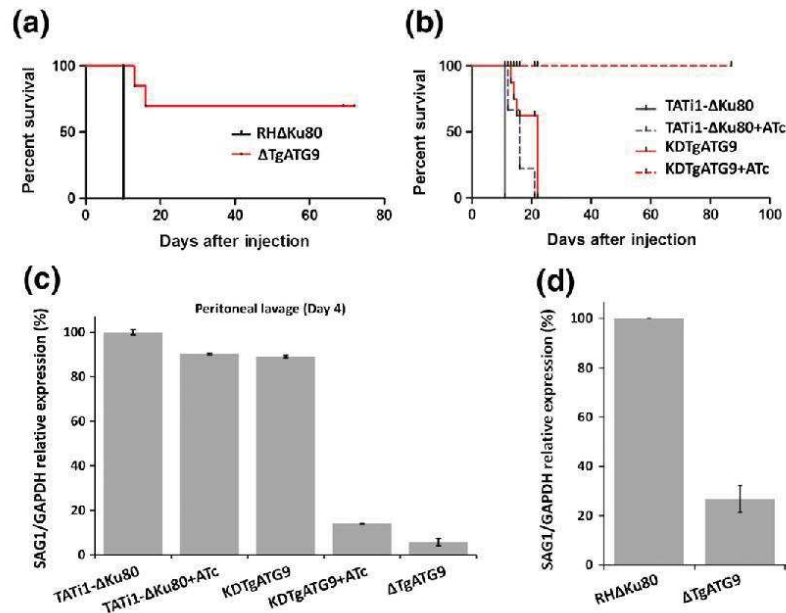 (a)
Percent survival
100
50
0
0 20 40 60 80
Days after injection
RHΔKu80
ΔTgATG9
(b)
Percent survival
100
50
0
0 20 40 60 80 100
Days after injection
TATi1-ΔKu80
TATi1-ΔKu80+ATc
KDTgATG9
KDTgATG9+ATc
(c)
Peritoneal lavage (Day 4)
SAG1/GAPDH relative expression (%)
100
80
60
40
20
0
TATi1-ΔKu80
TATi1-ΔKu80+ATc
KDTgATG9
KDTgATG9+ATc
ΔTgATG9
(d)
SAG1/GAPDH relative expression (%)
100
80
60
40
20
0
RHΔKu80
ΔTgATG9